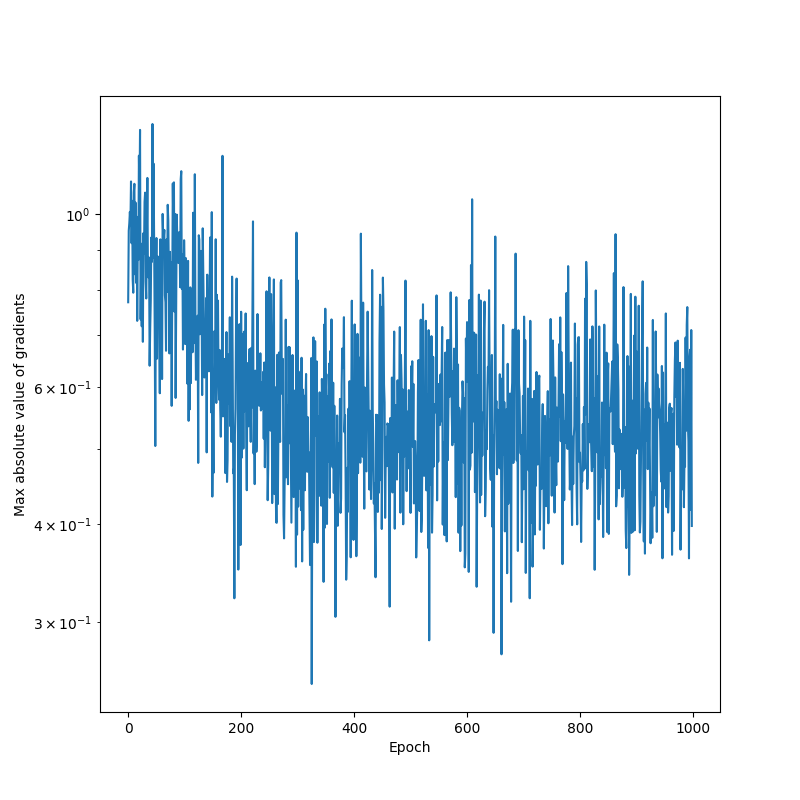 Max absolute value of gradients
10⁰
6 × 10⁻¹
4 × 10⁻¹
3 × 10⁻¹
0 200 400 600 800 1000
Epoch